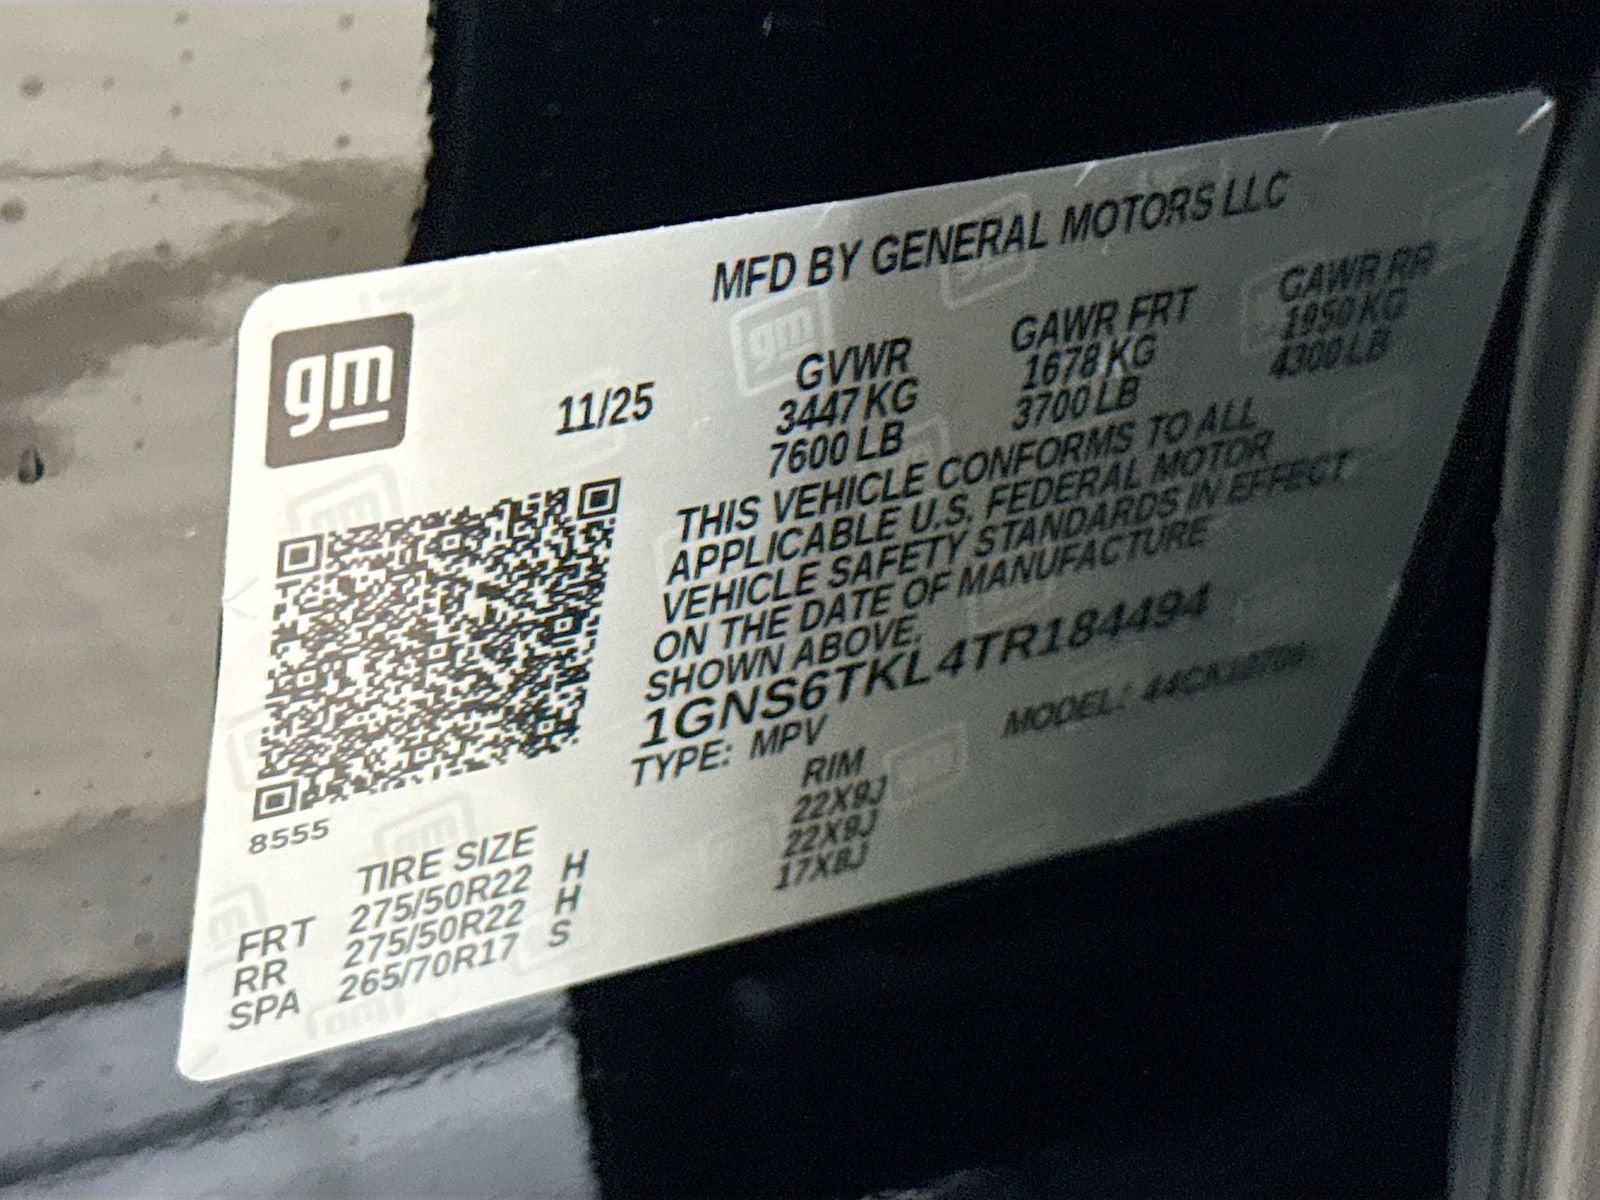 MFD BY GENERAL MOTORS LLC
gm
11/25
GVWR GAWR FRT GAWR RR
3447 KG 1678 KG 1950 KG
7600 LB 3700 LB 4300 LB
THIS VEHICLE CONFORMS TO ALL
APPLICABLE U.S. FEDERAL MOTOR
VEHICLE SAFETY STANDARDS IN EFFECT
ON THE DATE OF MANUFACTURE
SHOWN ABOVE.
1GNS6TKL4TR184494
TYPE: MPV MODEL:
8555
TIRE SIZE RIM
FRT 275/50R22 H 22X9J
RR 275/50R22 H 22X9J
SPA 265/70R17 S 17X8J